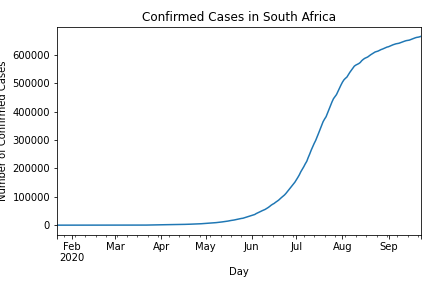 Confirmed Cases in South Africa
Number of Confirmed Cases
600000
500000
400000
300000
200000
100000
0
Feb Mar Apr May Jun Jul Aug Sep
2020
Day